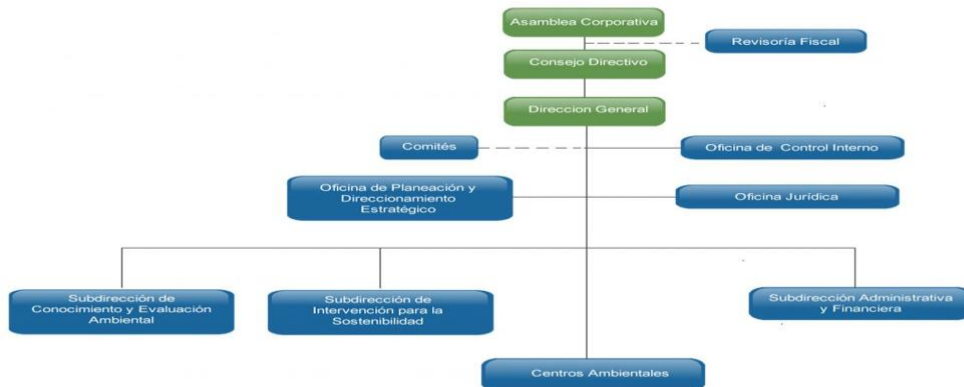 Asamblea Corporativa
Revisoría Fiscal
Consejo Directivo
Direccion General
Comités
Oficina de Control Interno
Oficina de Planeación y
Direccionamiento
Estratégico
Oficina Jurídica
Subdirección de
Conocimiento y Evaluación
Ambiental
Subdirección de
Intervención para la
Sostenibilidad
Subdirección Administrativa
y Financiera
Centros Ambientales